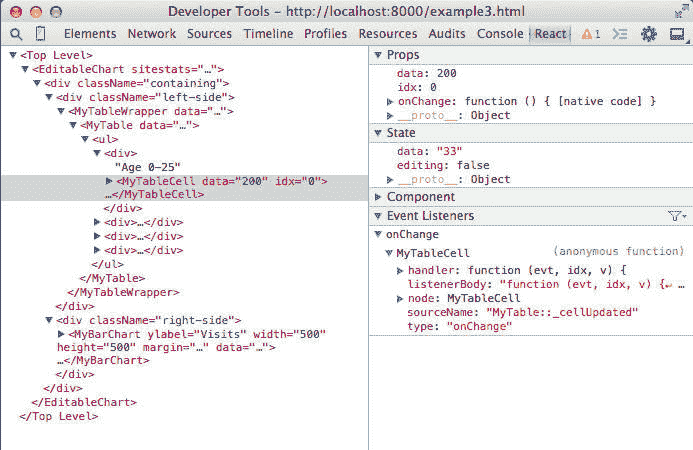 Developer Tools - http://localhost:8000/example3.html
Elements Network Sources Timeline Profiles Resources Audits Console React 1
<Top Level>
<EditableChart sitestats="…">
<div className="containing">
<div className="left-side">
<MyTableWrapper data="…">
<MyTable data="…">
<ul>
<div>
"Age 0-25"
<MyTableCell data="200" idx="0">
…</MyTableCell>
</div>
<div>…</div>
<div>…</div>
<div>…</div>
</ul>
</MyTable>
</MyTableWrapper>
</div>
<div className="right-side">
<MyBarChart ylabel="Visits" width="500"
height="500" margin="…" data="…">
…</MyBarChart>
</div>
</div>
</EditableChart>
</Top Level>
Props
data: 200
idx: 0
onChange: function () { [native code] }
__proto__: Object
State
data: "33"
editing: false
__proto__: Object
Component
Event Listeners
onChange
MyTableCell (anonymous function)
handler: function (evt, idx, v) {
listenerBody: "function (evt, idx, v) {↵ …
node: MyTableCell
sourceName: "MyTable::_cellUpdated"
type: "onChange"